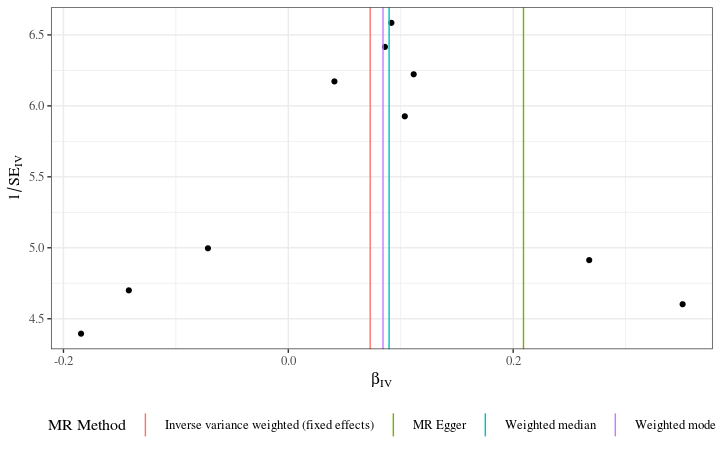 6.5
6.0
5.5
5.0
4.5
1/SE_IV
-0.2
0.0
0.2
β_IV
MR Method Inverse variance weighted (fixed effects) MR Egger Weighted median Weighted mode